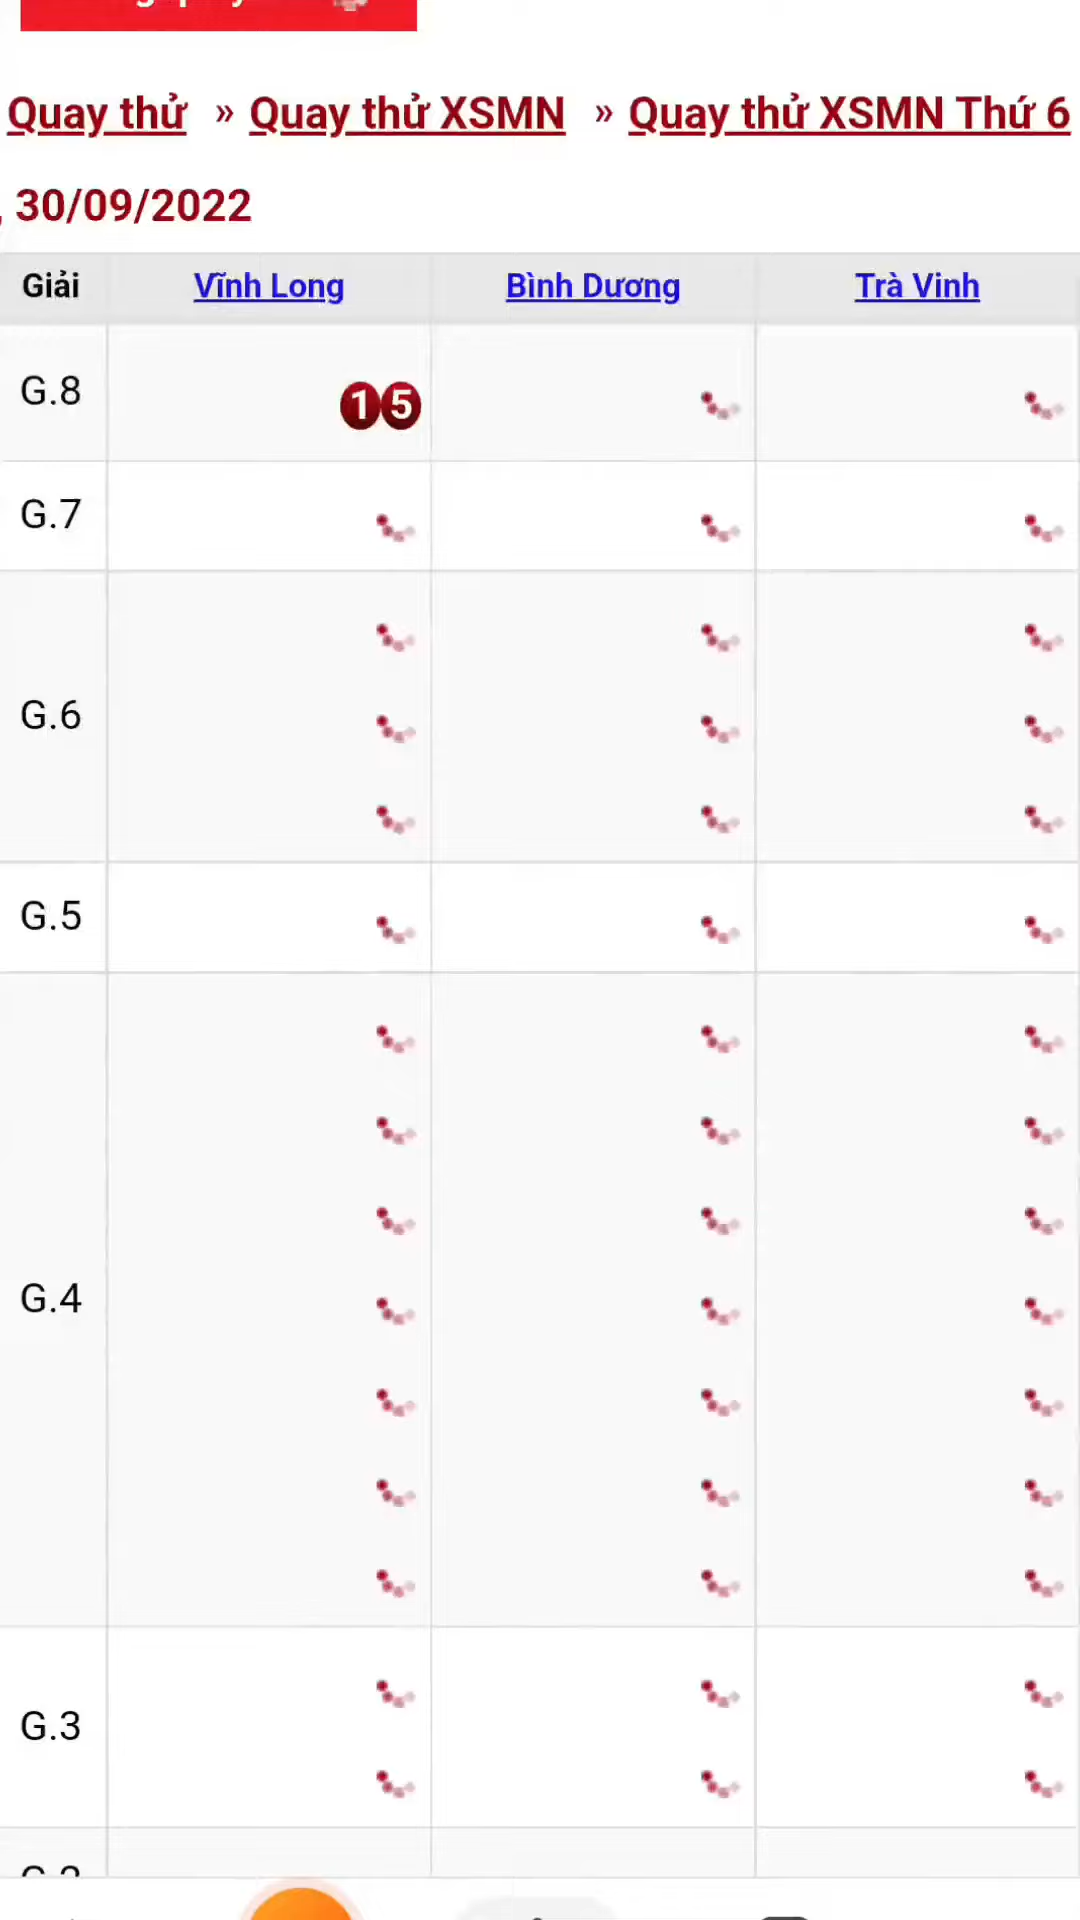 Quay thử » Quay thử XSMN » Quay thử XSMN Thứ 6
, 30/09/2022
Giải Vĩnh Long Bình Dương Trà Vinh
G.8 15
G.7
G.6
G.5
G.4
G.3